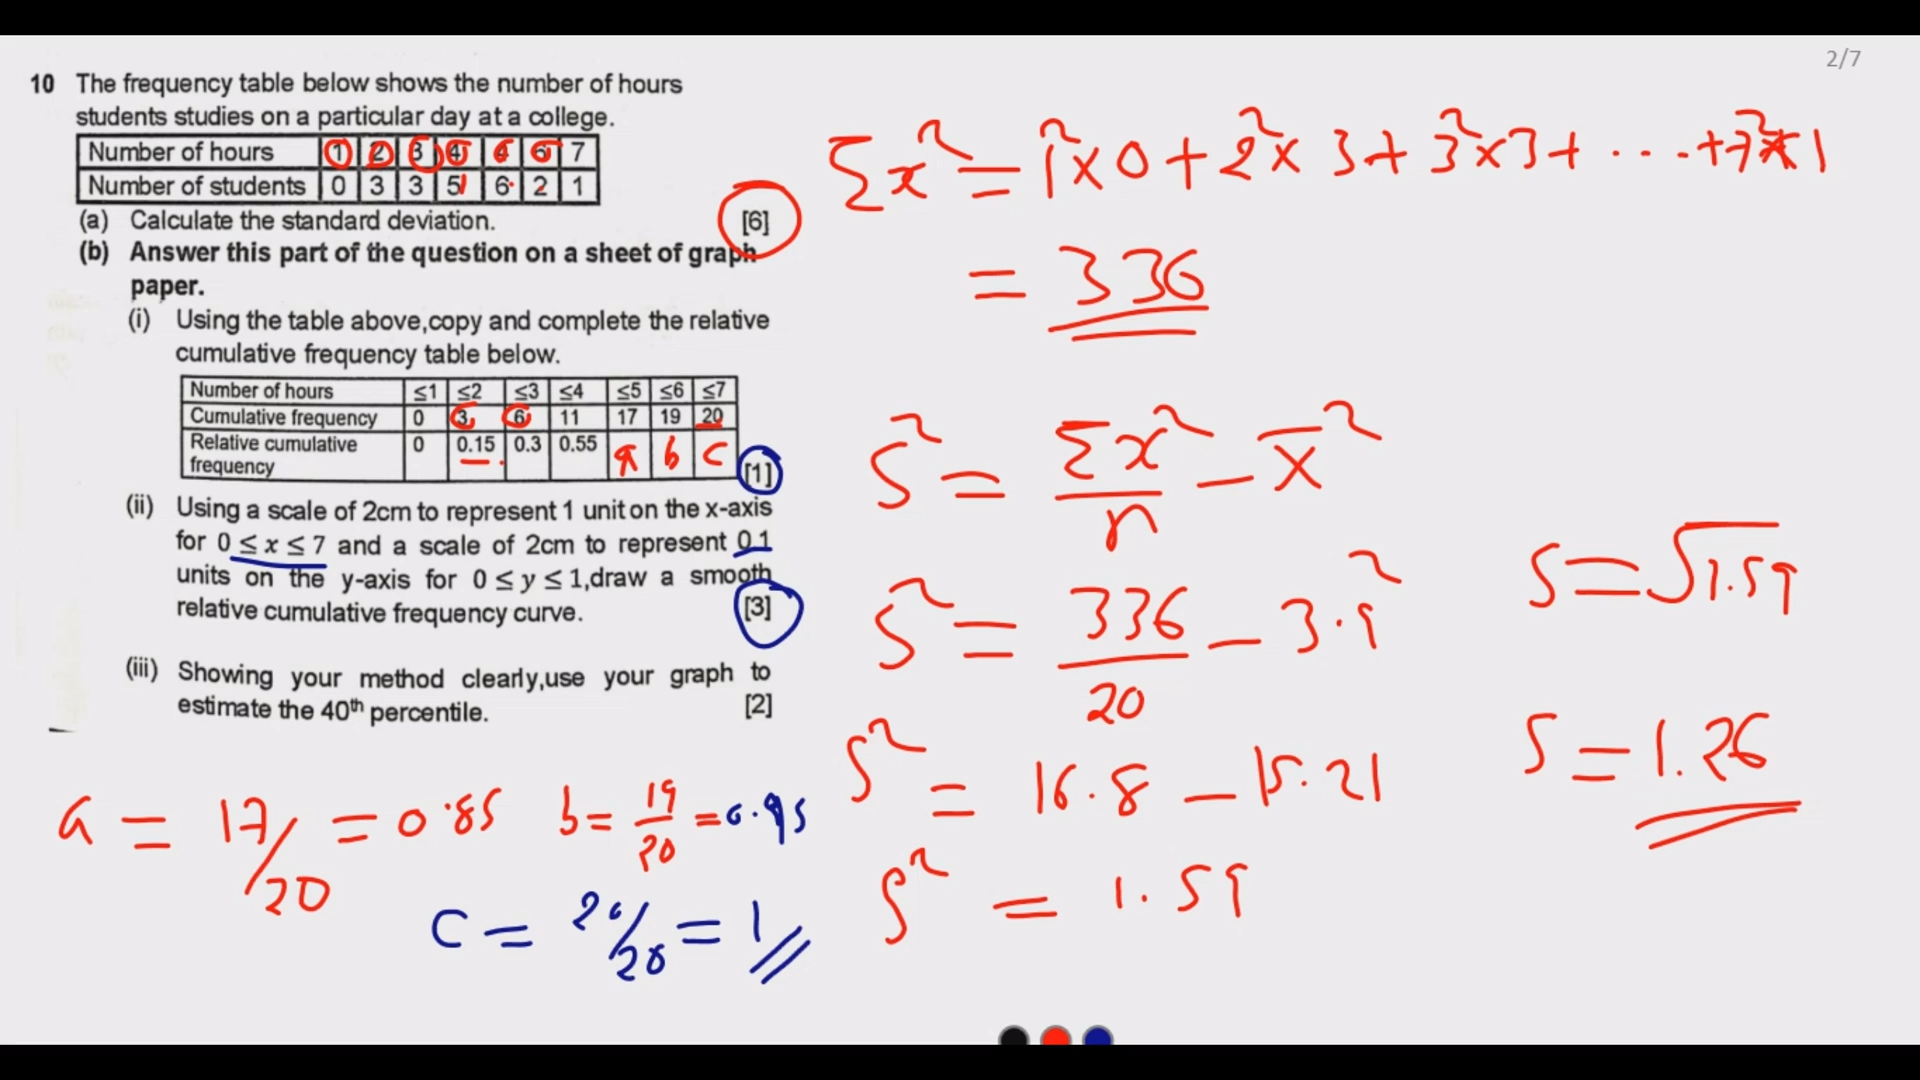 2/7
10 The frequency table below shows the number of hours
students studies on a particular day at a college.
Number of hours 1 2 3 4 6 7
Number of students 0 3 3 5 6 2 1
(a) Calculate the standard deviation. [6]
(b) Answer this part of the question on a sheet of graph
paper.
(i) Using the table above,copy and complete the relative
cumulative frequency table below.
Number of hours ≤1 ≤2 ≤3 ≤4 ≤5 ≤6 ≤7
Cumulative frequency 0 3 6 11 17 19 20
Relative cumulative frequency 0 0.15 0.3 0.55 a b c
[1]
(ii) Using a scale of 2cm to represent 1 unit on the x-axis
for 0 ≤ x ≤ 7 and a scale of 2cm to represent 0.1
units on the y-axis for 0 ≤ y ≤ 1,draw a smooth
relative cumulative frequency curve. [3]
(iii) Showing your method clearly,use your graph to
estimate the 40th percentile. [2]
a = 17/20 = 0.85
b = 19/20 = 0.95
c = 20/20 = 1
Σx² = 1²x0 + 2²x3 + 3²x3 + ... + 7²x1
= 336
S² = Σx²/n - x̄²
S² = 336/20 - 3.9²
S² = 16.8 - 15.21
S² = 1.59
S = √1.59
S = 1.26